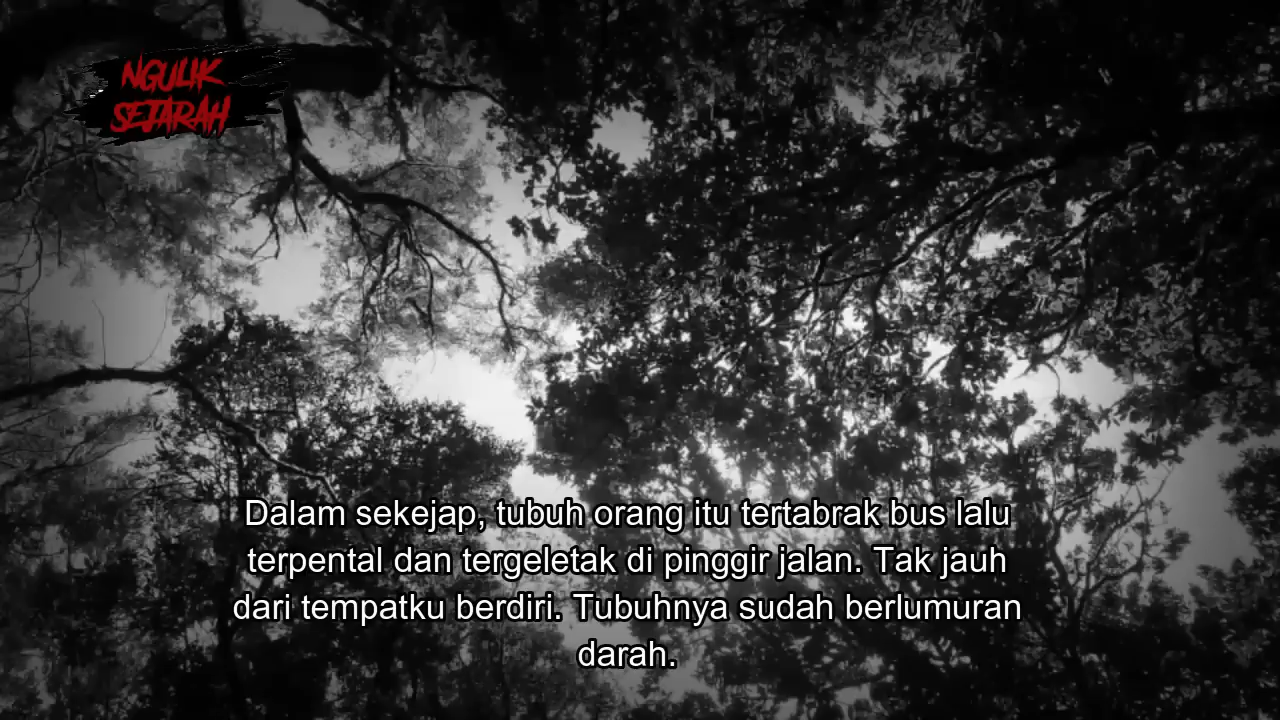 NGULIK
SEJARAH
Dalam sekejap, tubuh orang itu tertabrak bus lalu
terpental dan tergeletak di pinggir jalan. Tak jauh
dari tempatku berdiri. Tubuhnya sudah berlumuran
darah.